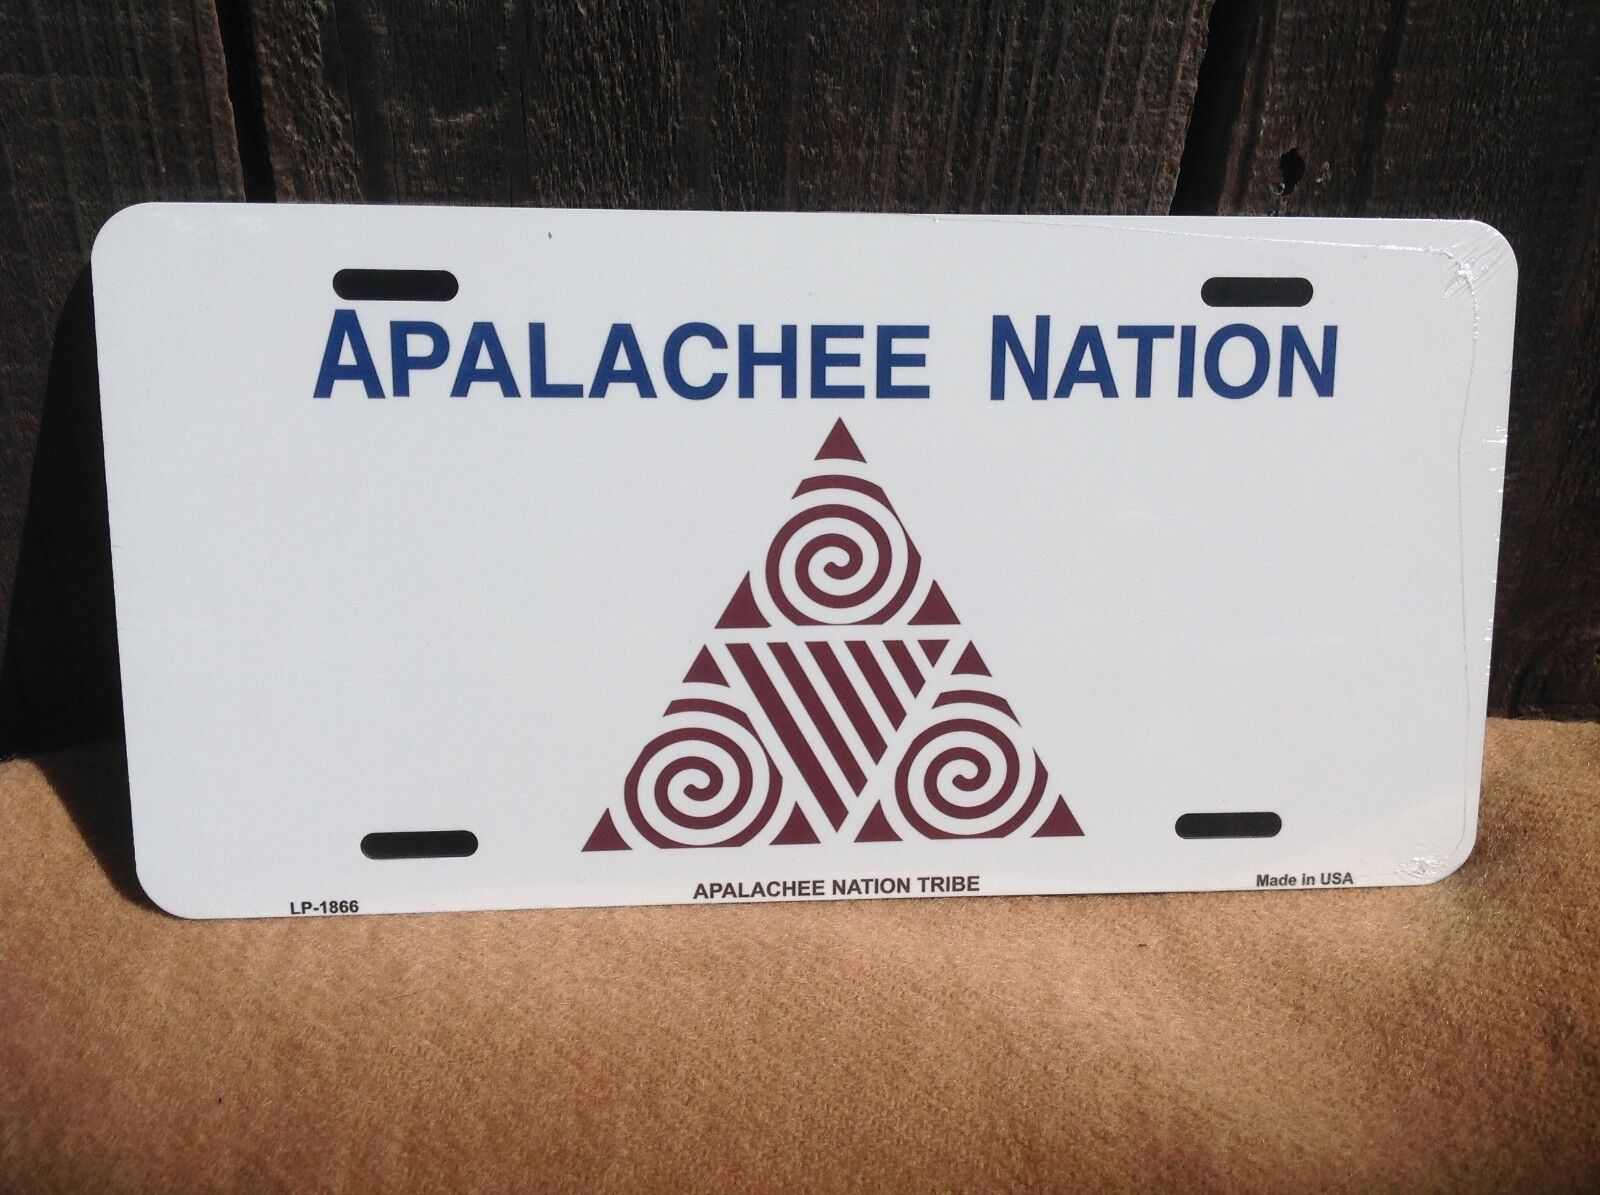 APALACHEE NATION
APALACHEE NATION TRIBE
LP-1866
Made in USA